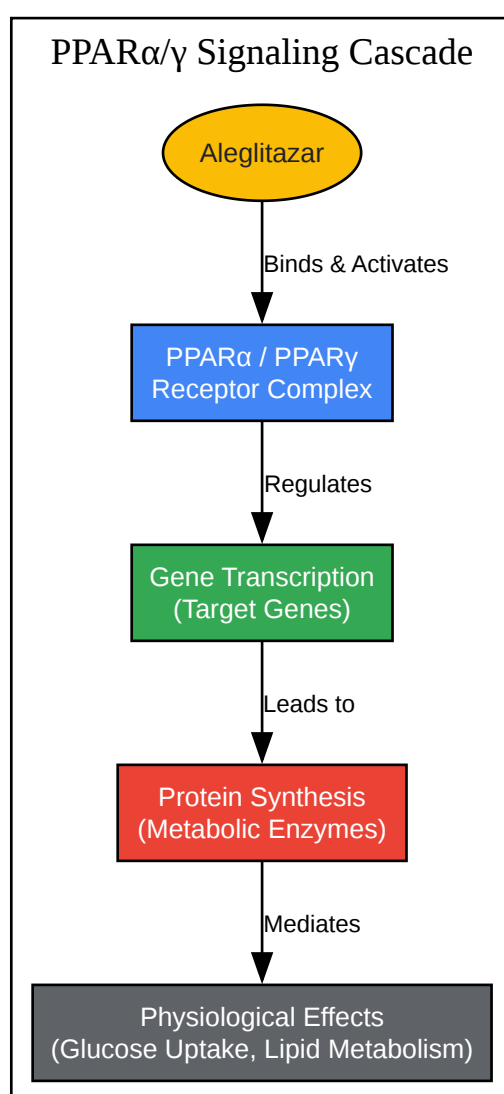 PPARα/γ Signaling Cascade
Aleglitazar
Binds & Activates
PPARα / PPARγ
Receptor Complex
Regulates
Gene Transcription
(Target Genes)
Leads to
Protein Synthesis
(Metabolic Enzymes)
Mediates
Physiological Effects
(Glucose Uptake, Lipid Metabolism)